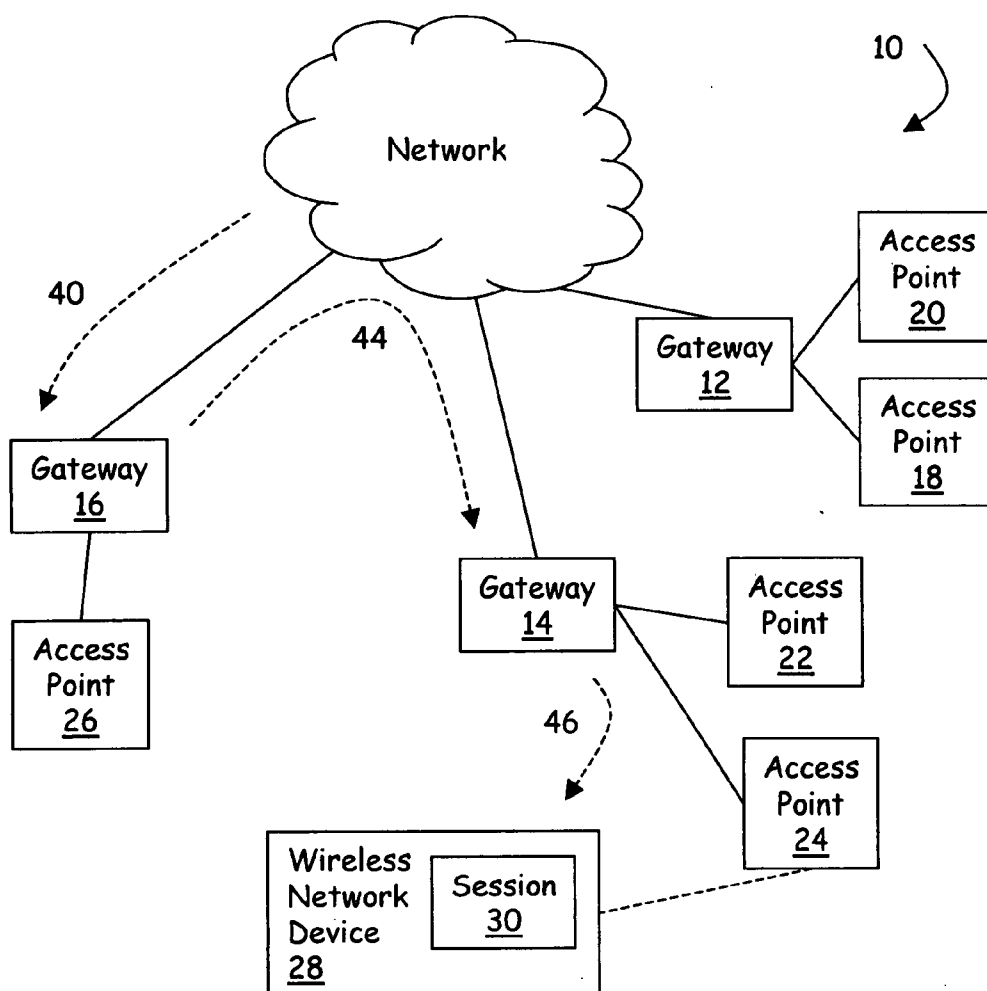 10
Network
Access
Point
20
40
44
Gateway
12
Access
Point
18
Gateway
16
Gateway
14
Access
Point
22
Access
Point
26
46
Access
Point
24
Wireless
Network
Device
28
Session
30